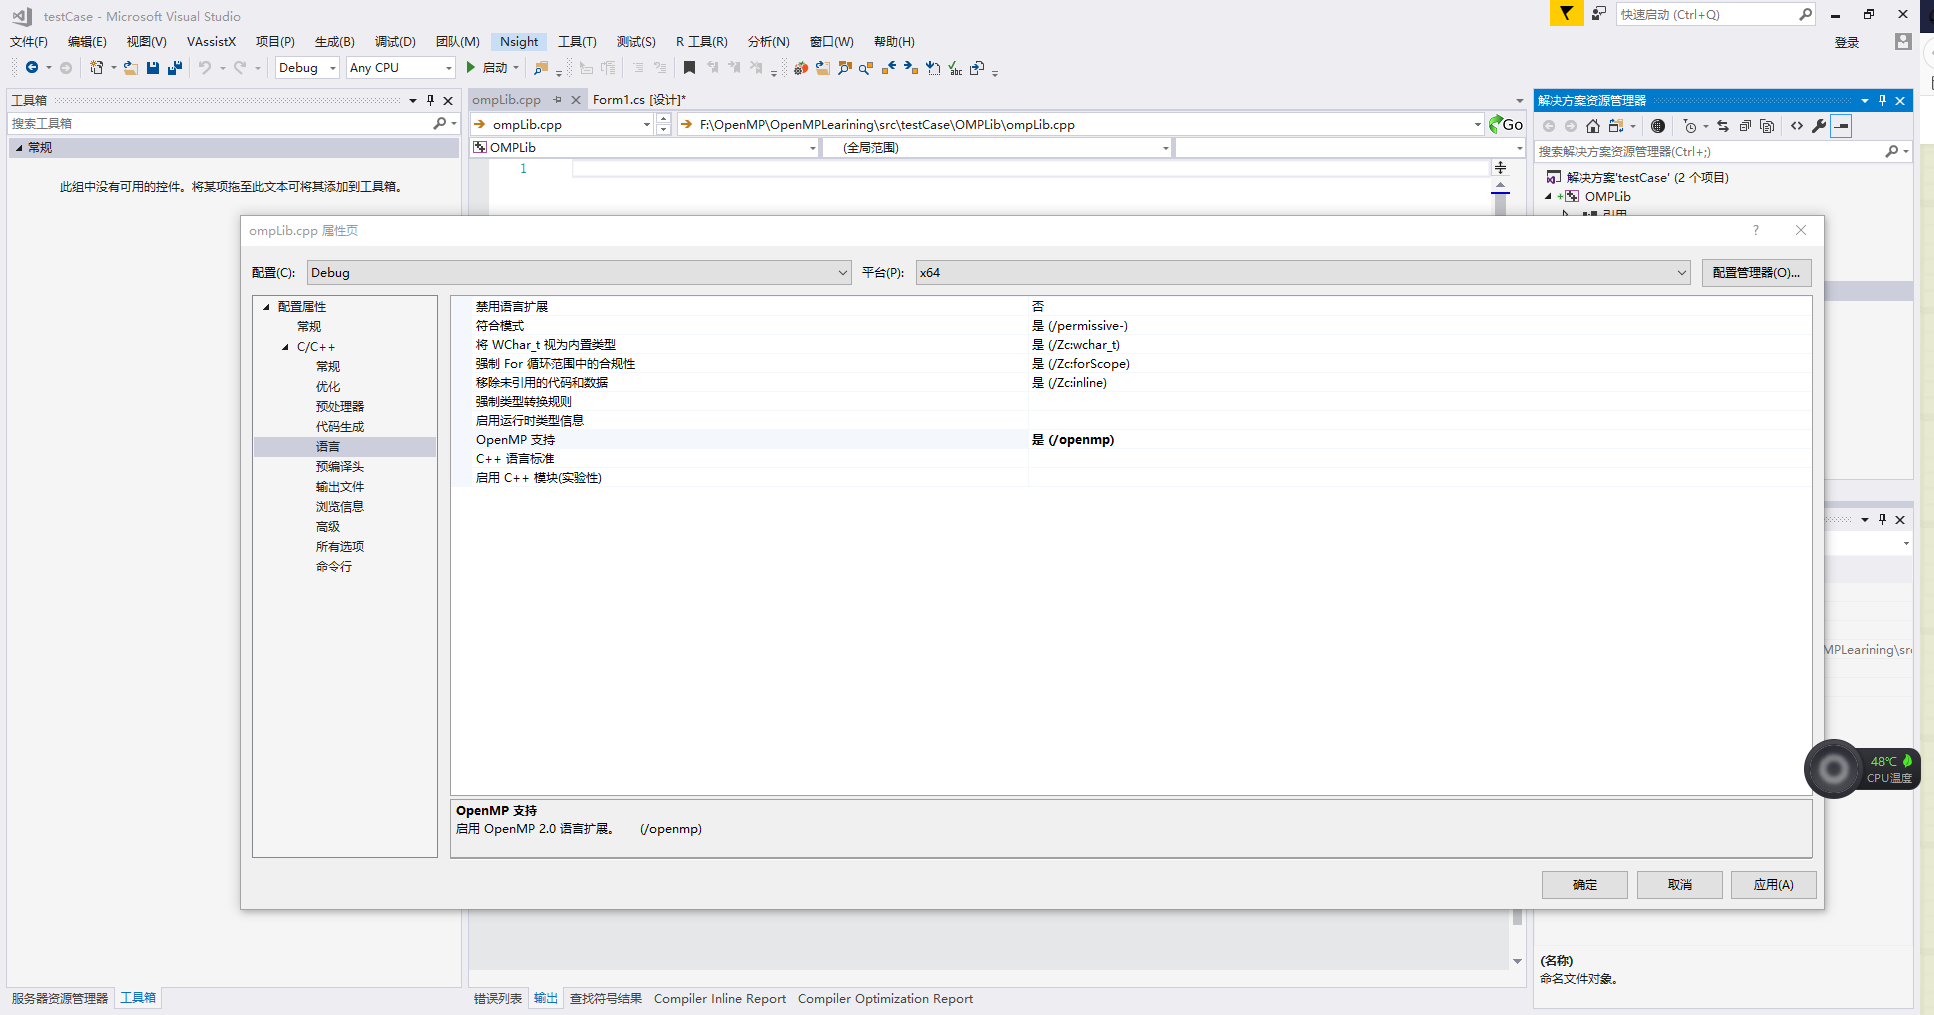 testCase - Microsoft Visual Studio
快速启动 (Ctrl+Q)
文件(F) 编辑(E) 视图(V) VAssistX 项目(P) 生成(B) 调试(D) 团队(M) Nsight 工具(T) 测试(S) R 工具(R) 分析(N) 窗口(W) 帮助(H)
登录
Debug Any CPU 启动
工具箱
搜索工具箱
常规
此组中没有可用的控件。将某项拖至此文本可将其添加到工具箱。
ompLib.cpp Form1.cs [设计]*
ompLib.cpp F:\OpenMP\OpenMPLearining\src\testCase\OMPLib\ompLib.cpp Go
OMPLib (全局范围)
1
解决方案资源管理器
搜索解决方案资源管理器(Ctrl+;)
解决方案'testCase' (2 个项目)
OMPLib
引用
ompLib.cpp 属性页
配置(C): Debug 平台(P): x64 配置管理器(O)...
配置属性
常规
C/C++
常规
优化
预处理器
代码生成
语言
预编译头
输出文件
浏览信息
高级
所有选项
命令行
禁用语言扩展 否
符合模式 是 (/permissive-)
将 WChar_t 视为内置类型 是 (/Zc:wchar_t)
强制 For 循环范围中的合规性 是 (/Zc:forScope)
移除未引用的代码和数据 是 (/Zc:inline)
强制类型转换规则
启用运行时类型信息
OpenMP 支持 是 (/openmp)
C++ 语言标准
启用 C++ 模块(实验性)
OpenMP 支持
启用 OpenMP 2.0 语言扩展。 (/openmp)
确定 取消 应用(A)
MPLearining\src
48℃
CPU温度
(名称)
命名文件对象。
服务器资源管理器 工具箱
错误列表 输出 查找符号结果 Compiler Inline Report Compiler Optimization Report